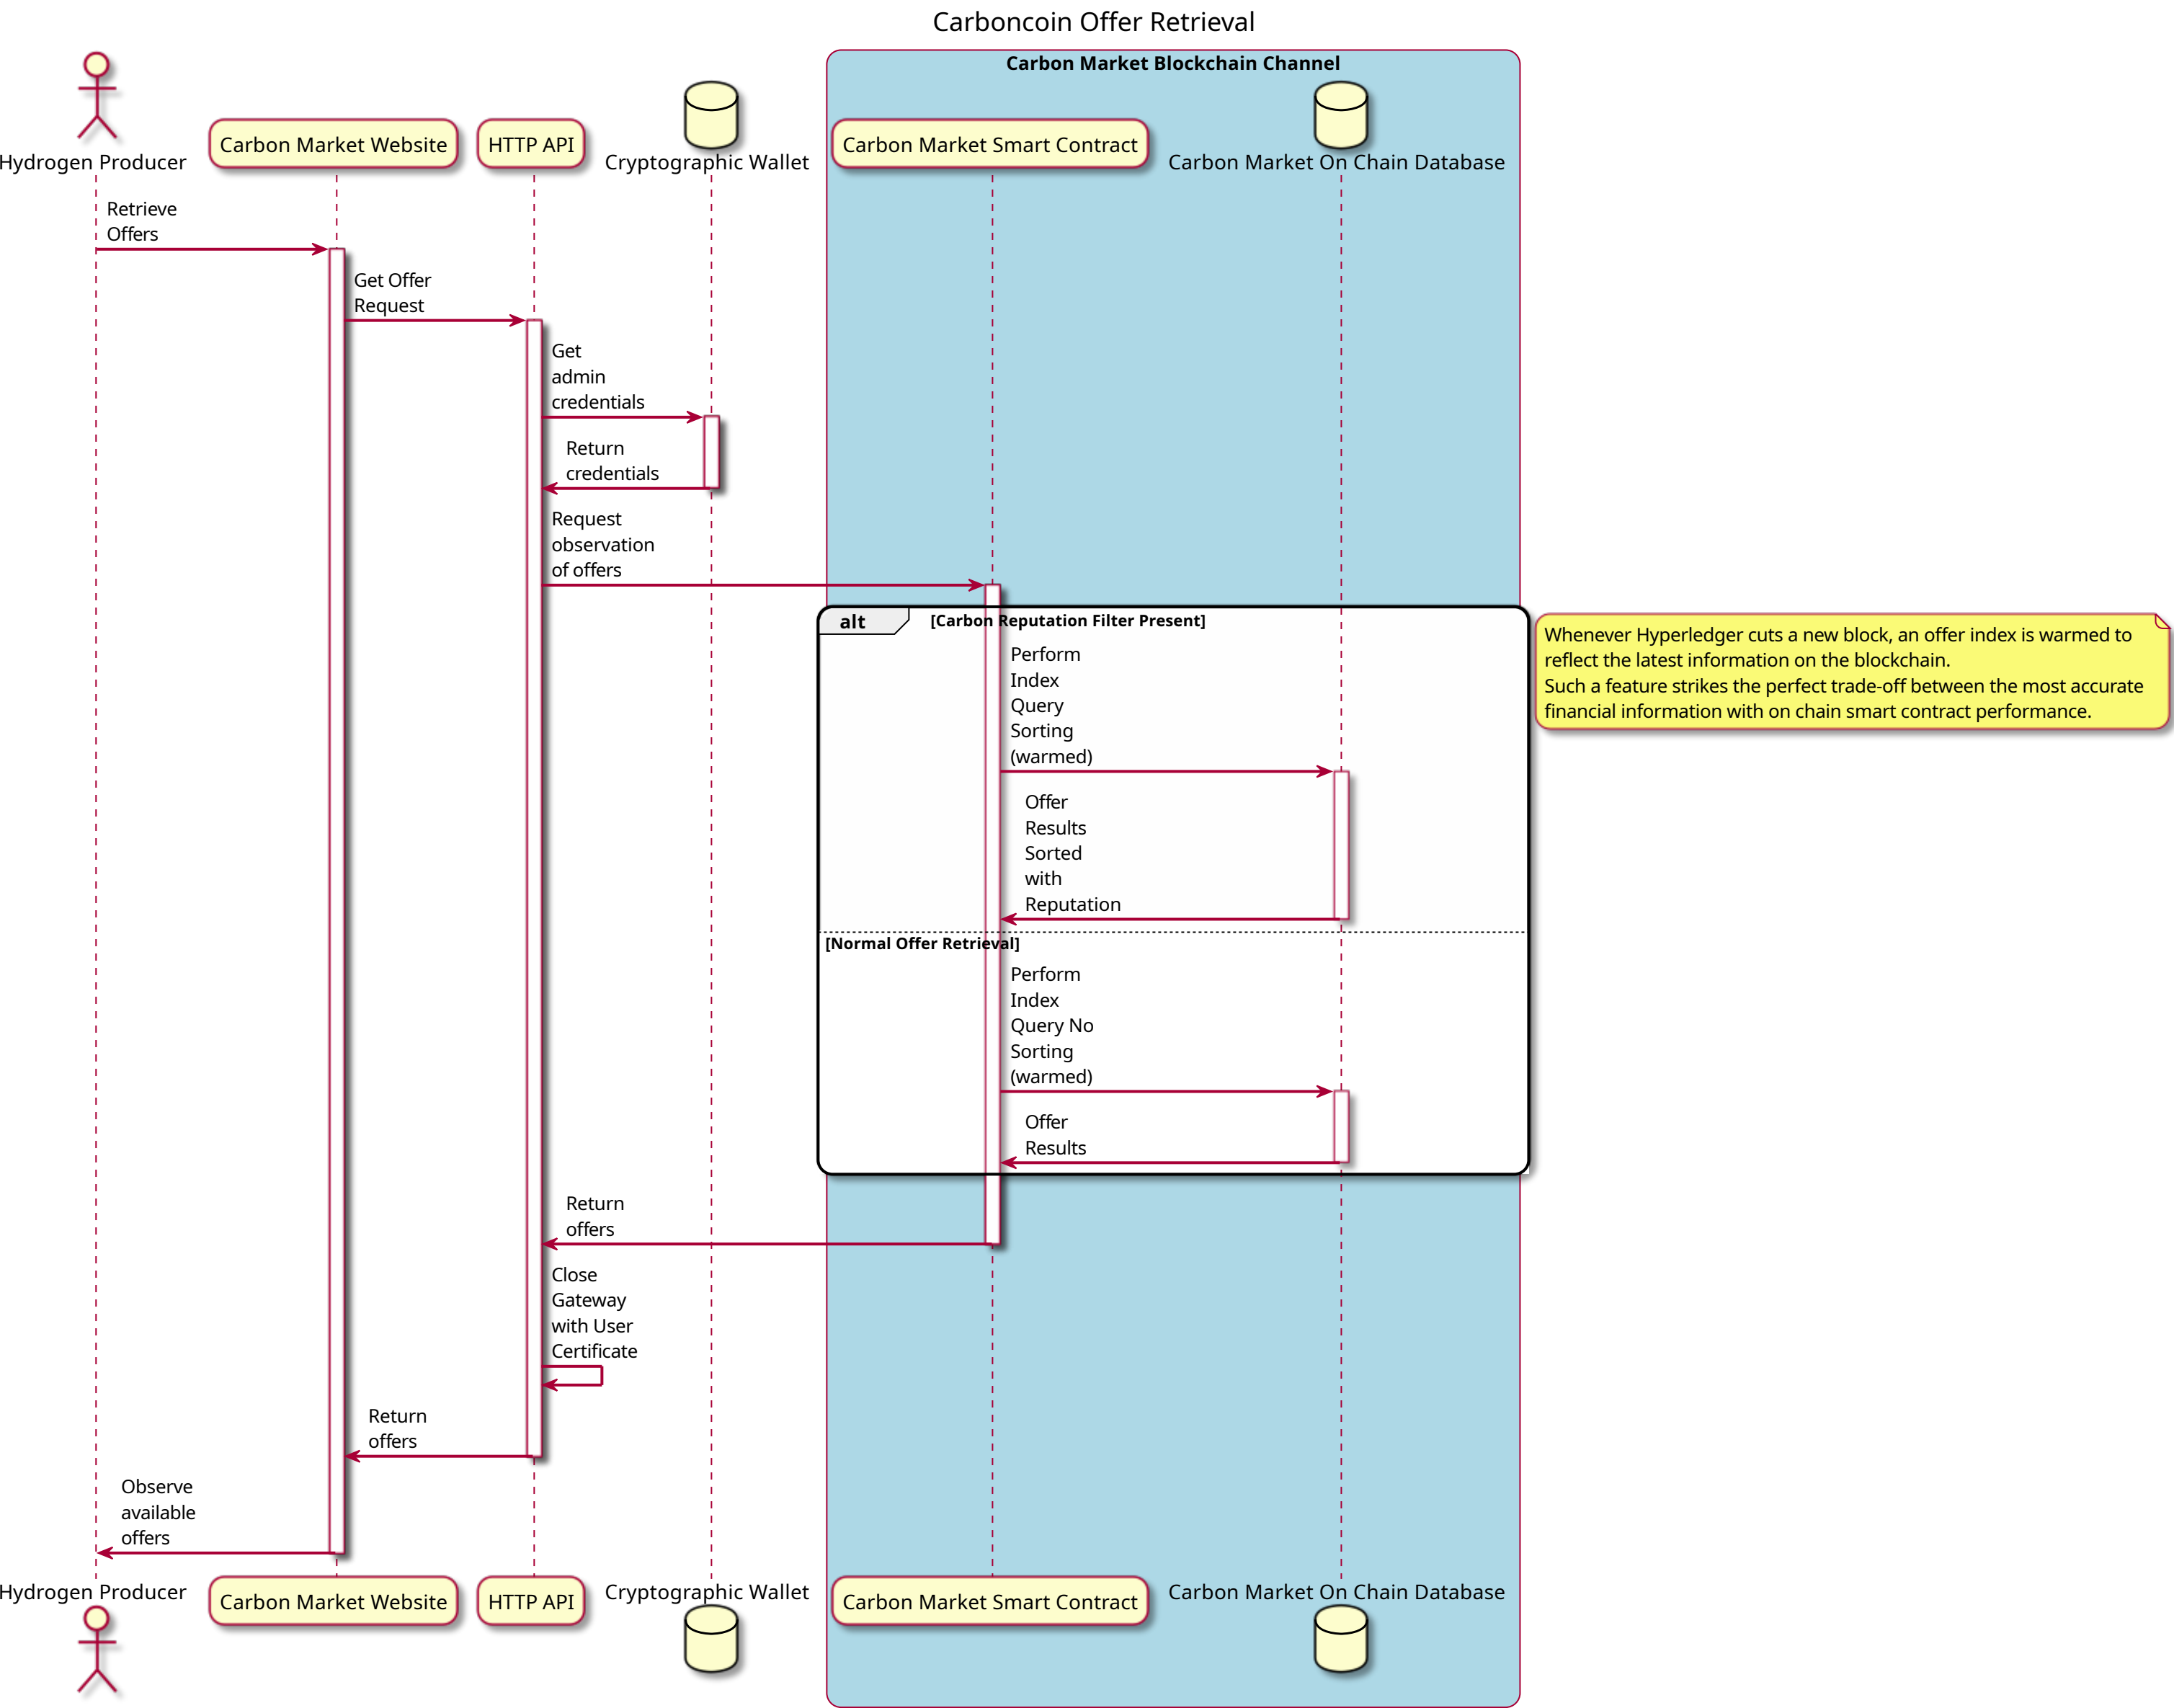 Carboncoin Offer Retrieval
Carbon Market Blockchain Channel
Hydrogen Producer
Carbon Market Website
HTTP API
Cryptographic Wallet
Carbon Market Smart Contract
Carbon Market On Chain Database
Retrieve
Offers
Get Offer
Request
Get
admin
credentials
Return
credentials
Request
observation
of offers
alt
[Carbon Reputation Filter Present]
Whenever Hyperledger cuts a new block, an offer index is warmed to
reflect the latest information on the blockchain.
Such a feature strikes the perfect trade-off between the most accurate
financial information with on chain smart contract performance.
Perform
Index
Query
Sorting
(warmed)
Offer
Results
Sorted
with
Reputation
[Normal Offer Retrieval]
Perform
Index
Query No
Sorting
(warmed)
Offer
Results
Return
offers
Close
Gateway
with User
Certificate
Return
offers
Observe
available
offers
Hydrogen Producer
Carbon Market Website
HTTP API
Cryptographic Wallet
Carbon Market Smart Contract
Carbon Market On Chain Database